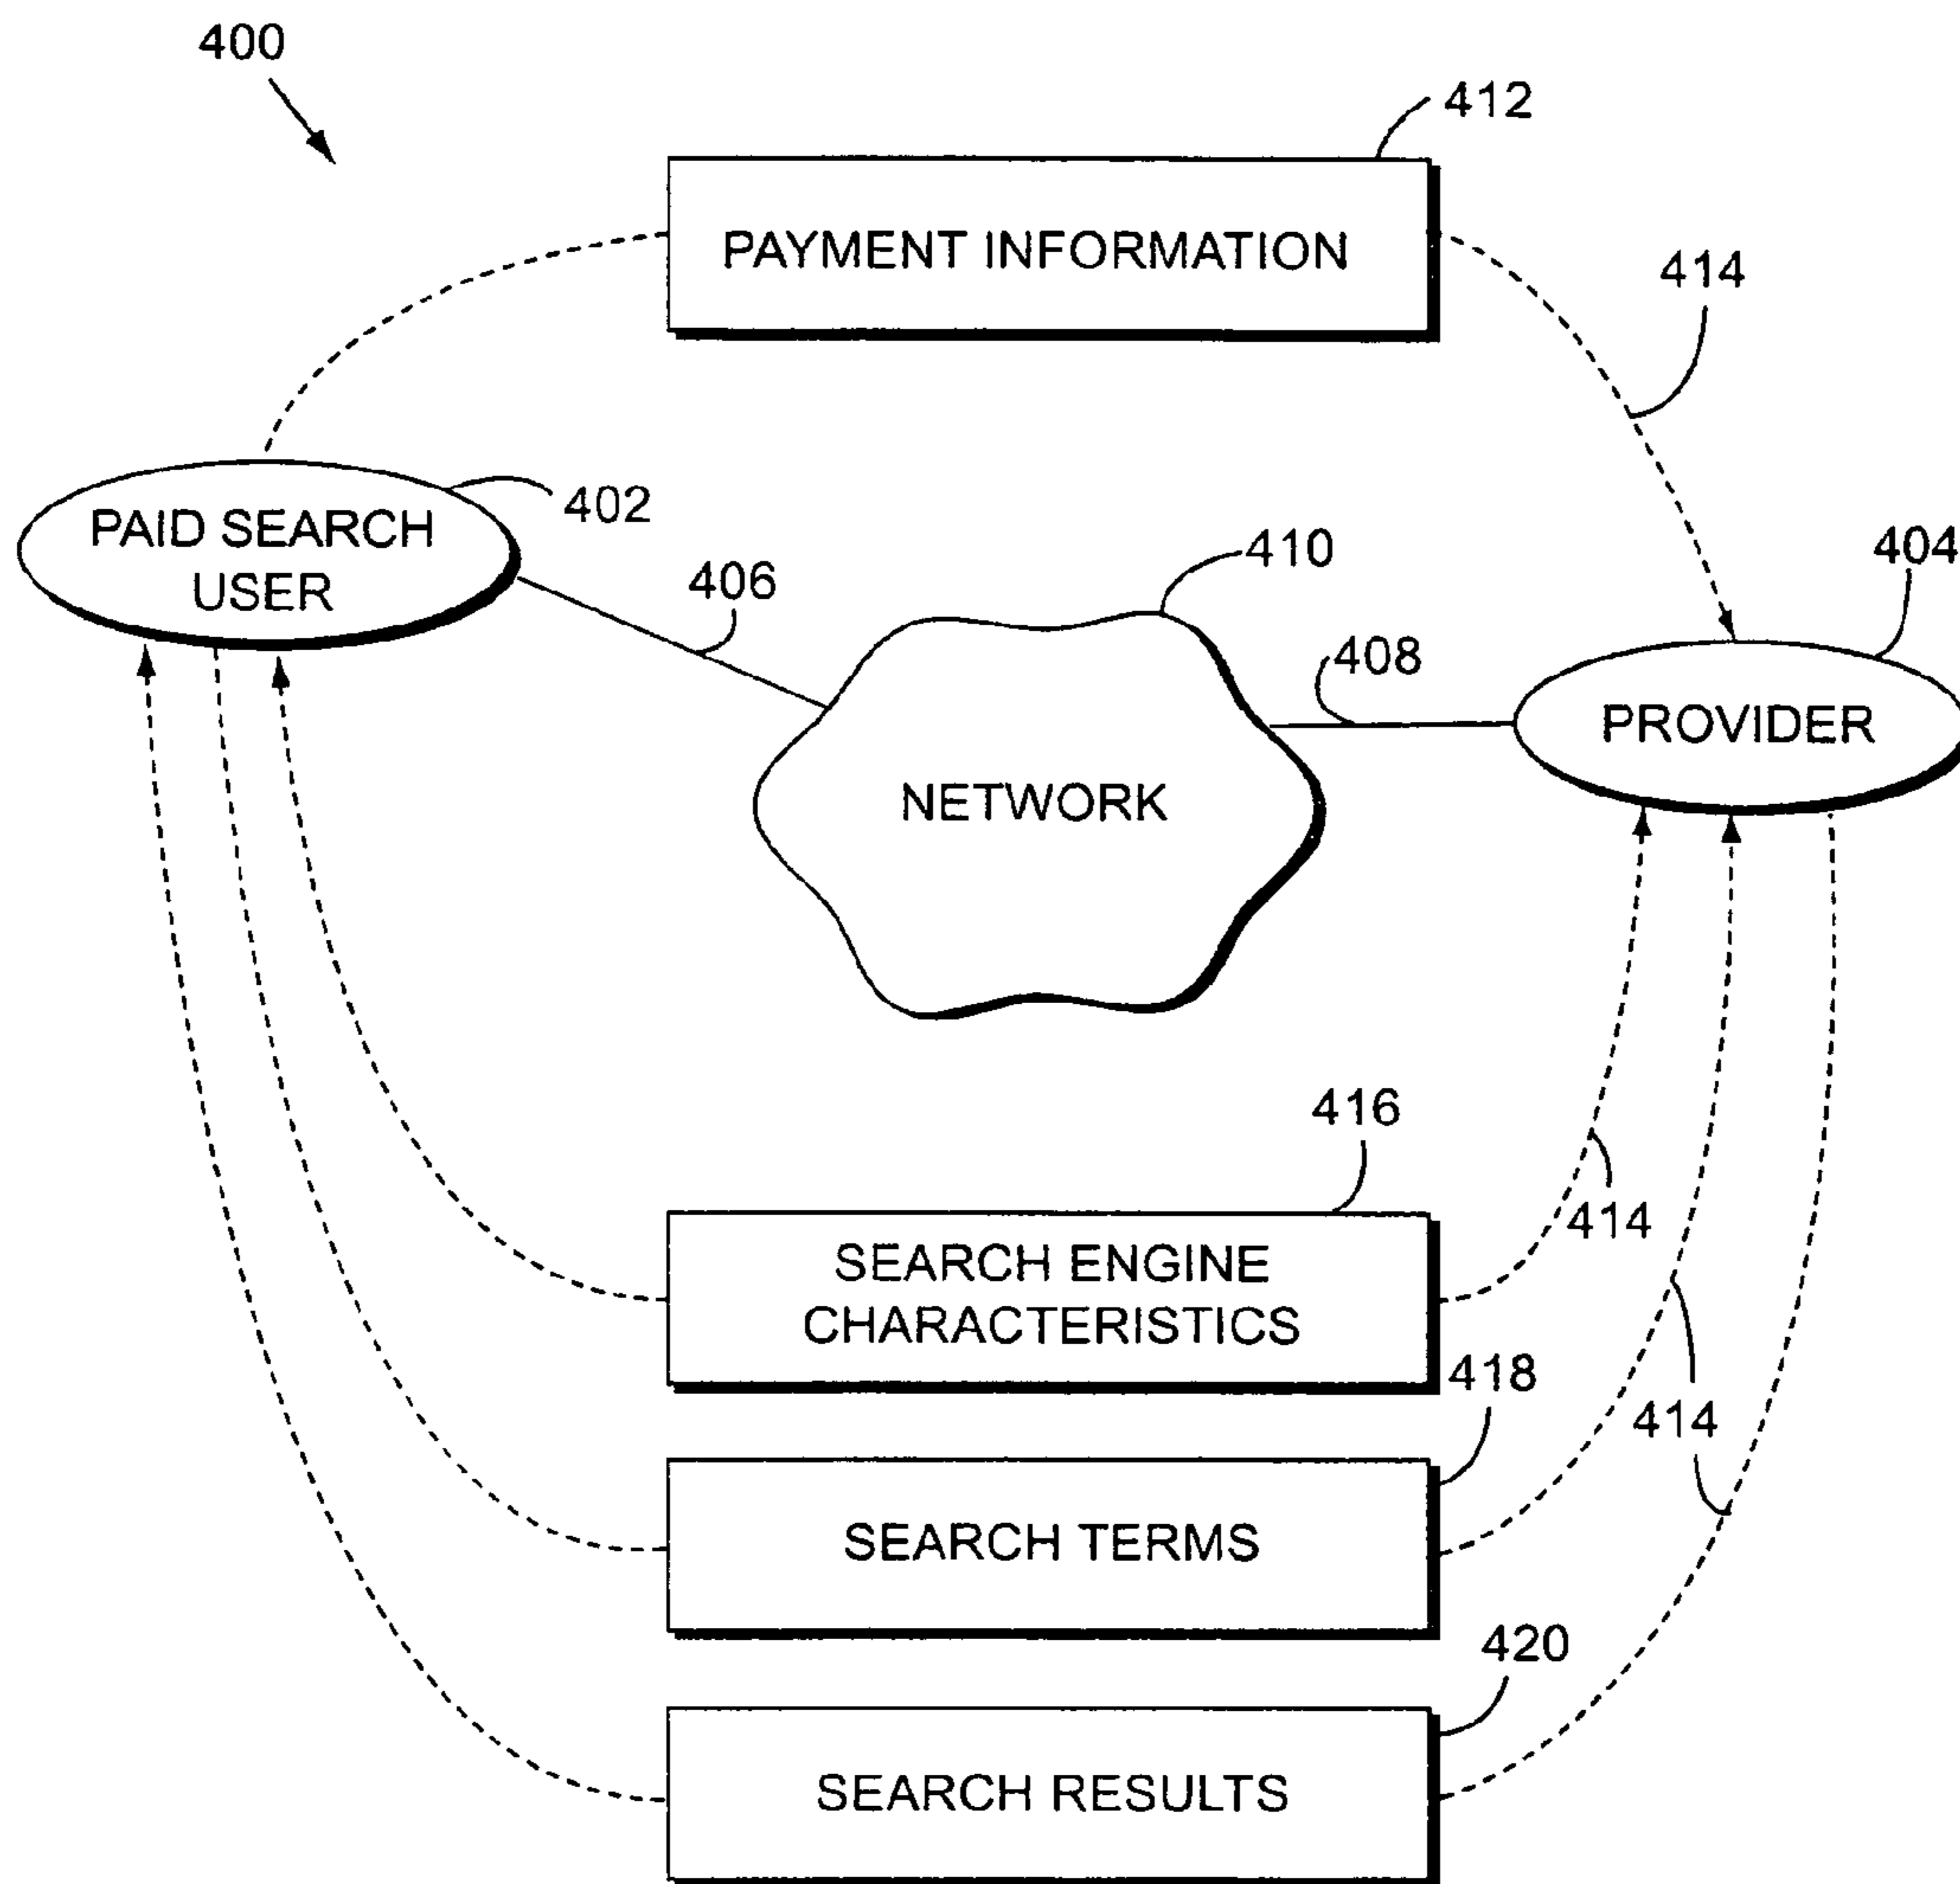 400
412
PAYMENT INFORMATION
414
402
PAID SEARCH
USER
410
404
406
408
PROVIDER
NETWORK
416
414
SEARCH ENGINE
CHARACTERISTICS
418
414
SEARCH TERMS
420
SEARCH RESULTS